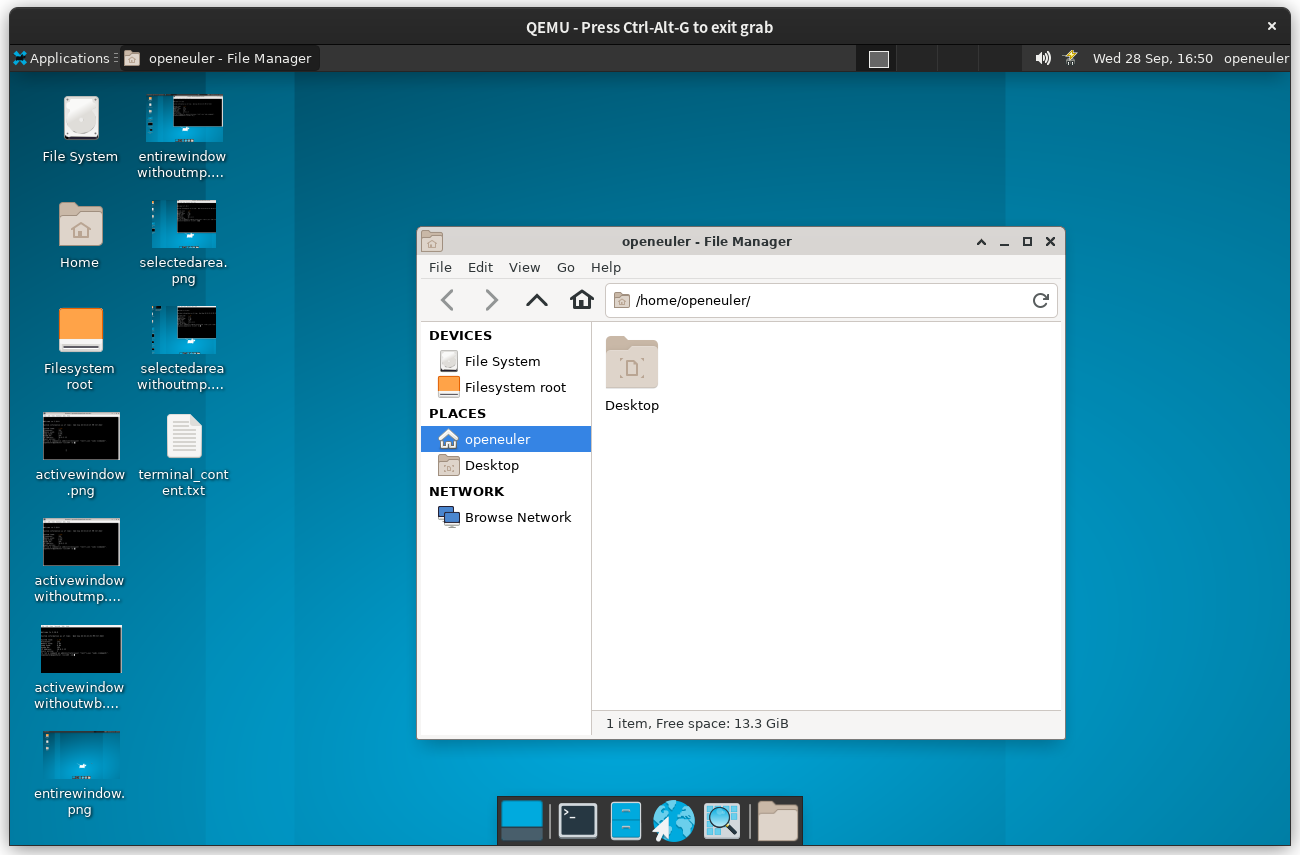 QEMU - Press Ctrl-Alt-G to exit grab
Applications
openeuler - File Manager
Wed 28 Sep, 16:50
openeuler
File System
entirewindow
withoutmp....
Home
selectedarea.
png
Filesystem
root
selectedarea
withoutmp....
activewindow
.png
terminal_cont
ent.txt
activewindow
withoutmp....
activewindow
withoutwb....
entirewindow.
png
openeuler - File Manager
File
Edit
View
Go
Help
/home/openeuler/
DEVICES
File System
Filesystem root
PLACES
openeuler
Desktop
NETWORK
Browse Network
Desktop
1 item, Free space: 13.3 GiB